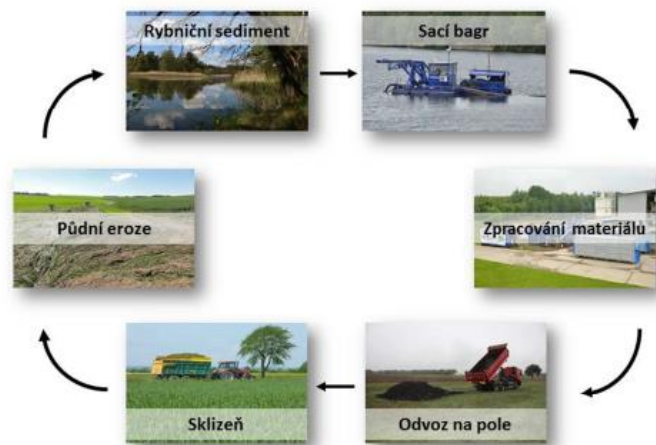 Rybniční sediment
Sací bagr
Zpracování materiálu
Odvoz na pole
Sklizeň
Půdní eroze